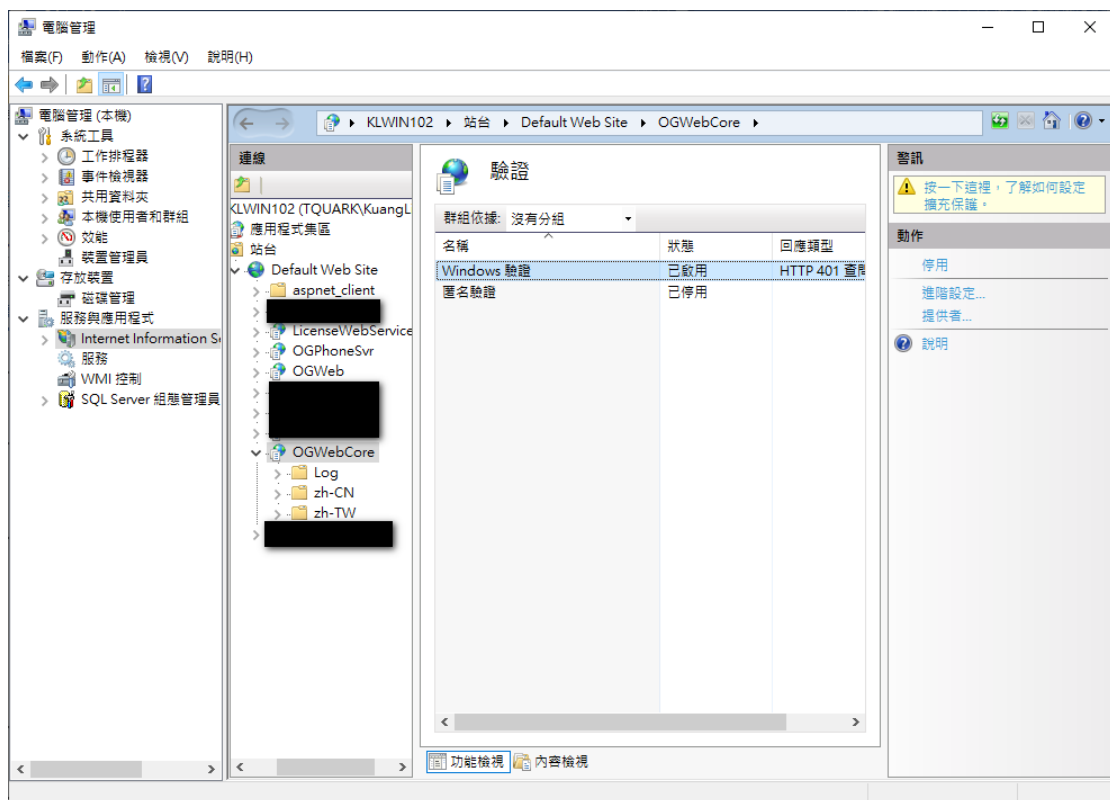 電腦管理
檔案(F) 動作(A) 檢視(V) 說明(H)
電腦管理 (本機)
系統工具
工作排程器
事件檢視器
共用資料夾
本機使用者和群組
效能
裝置管理員
存放裝置
磁碟管理
服務與應用程式
Internet Information S
服務
WMI 控制
SQL Server 組態管理員
KLWIN102 站台 Default Web Site OGWebCore
連線
KLWIN102 (TQUARK\KuangL
應用程式集區
站台
Default Web Site
aspnet_client
LicenseWebService
OGPhoneSvr
OGWeb
OGWebCore
Log
zh-CN
zh-TW
驗證
群組依據: 沒有分組
名稱 狀態 回應類型
Windows 驗證 已啟用 HTTP 401 查
匿名驗證 已停用
功能檢視 內容檢視
警訊
按一下這裡，了解如何設定
擴充保護。
動作
停用
進階設定...
提供者...
說明